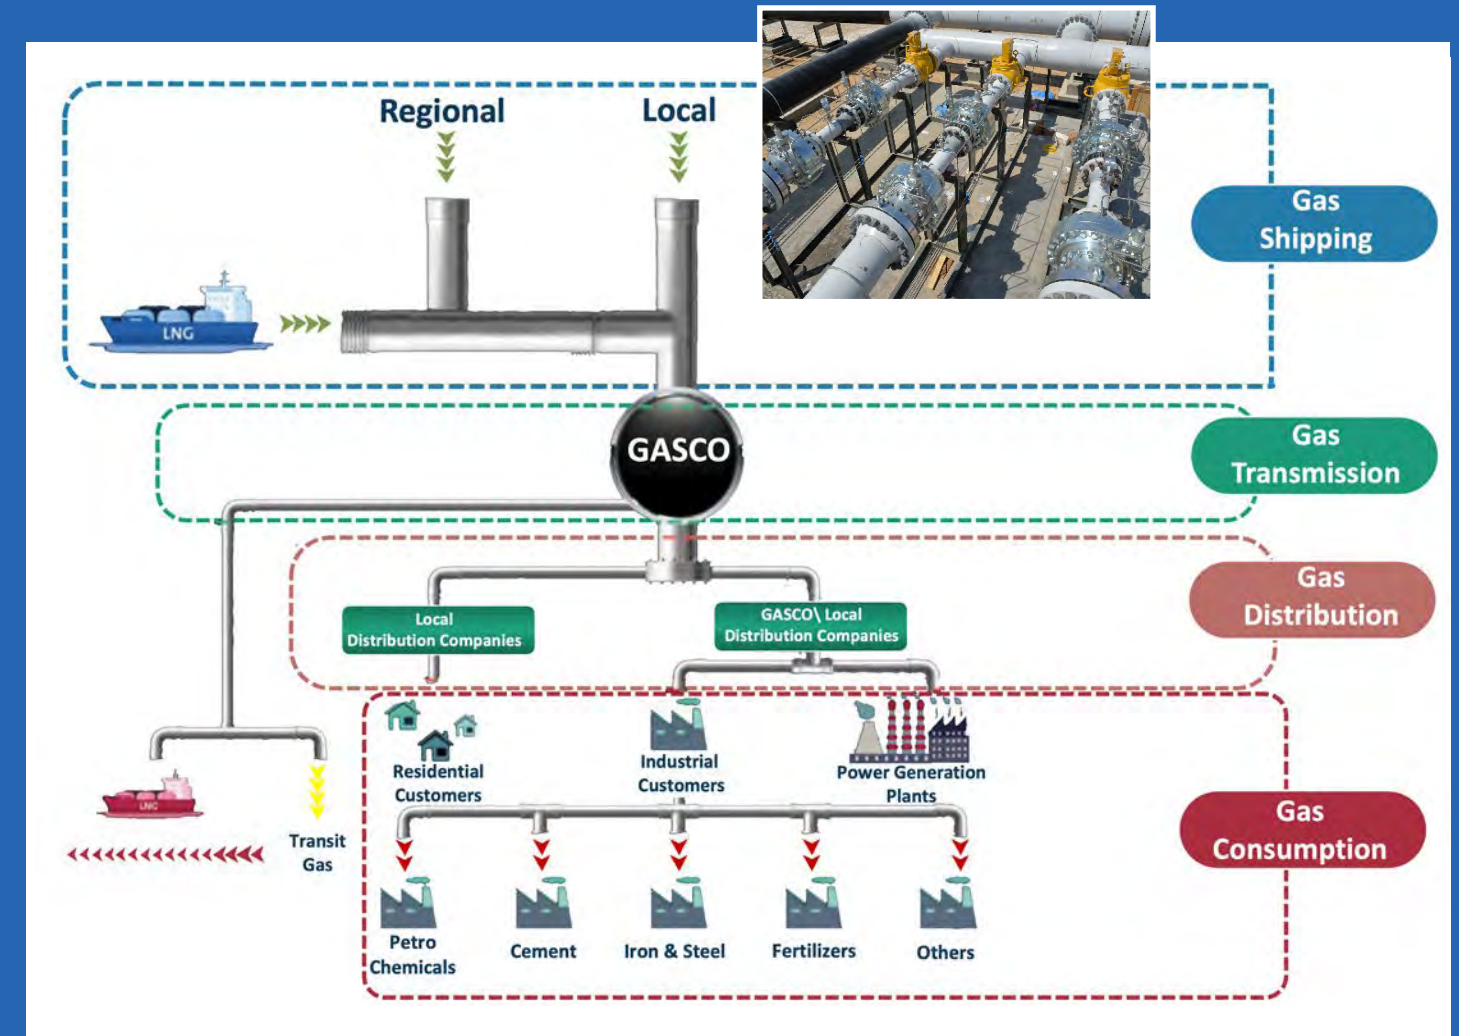 Regional
Local
Gas
Shipping
LNG
GASCO
Gas
Transmission
Gas
Distribution
Local
Distribution Companies
GASCO\ Local
Distribution Companies
Residential
Customers
Industrial
Customers
Power Generation
Plants
LNG
Transit
Gas
Gas
Consumption
Petro
Chemicals
Cement
Iron & Steel
Fertilizers
Others